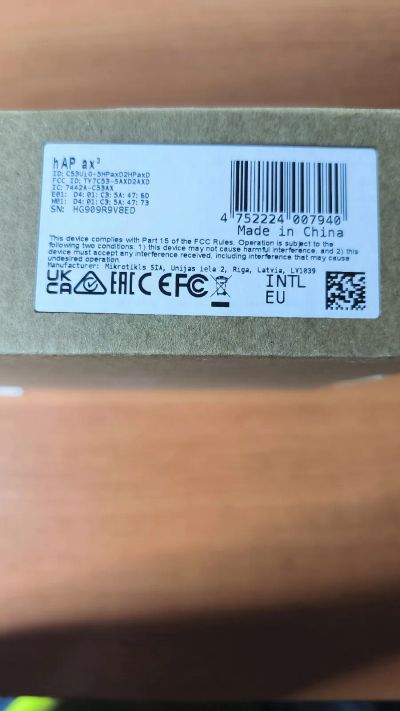 hAP ax³
ID: C53UiG-5HPaxD2HPaxD
FCC ID: TV7C53-5AXD2AXD
IC: 7442A-C53AX
E01: D4:01:C3:5A:47:6D
W01: D4:01:C3:5A:47:73
SN: HG909R9V8ED
4 752224 007940
Made in China
This device complies with Part 15 of the FCC Rules. Operation is subject to the
following two conditions. 1) this device may not cause harmful interference, and 2) this
device must accept any interference received, including interference that may cause
undesired operation.
Manufacturer: Mikrotikls SIA, Unijas iela 2, Riga, Latvia, LV1039
UK CA EAC CE FC
INTL
EU